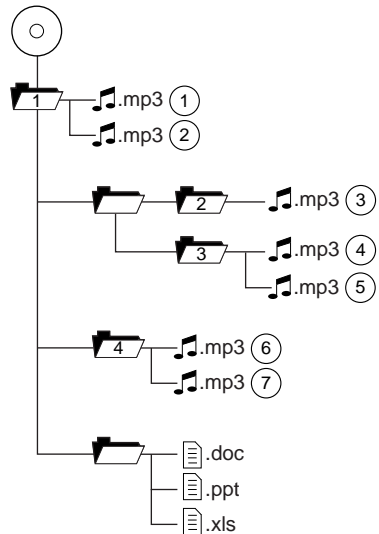 1 .mp3 1
.mp3 2
2 .mp3 3
3 .mp3 4
.mp3 5
4 .mp3 6
.mp3 7
.doc
.ppt
.xls